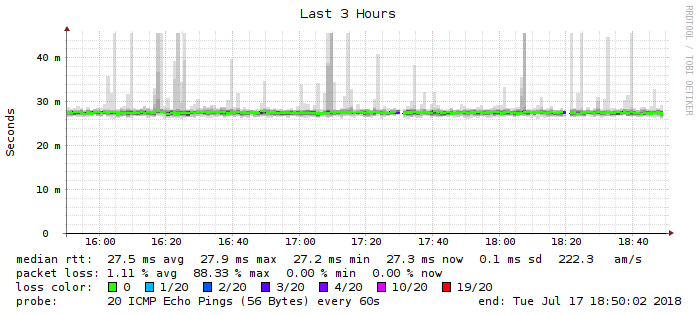 Last 3 Hours
RRDTOOL / TOBI OETIKER
Seconds
40 m
30 m
20 m
10 m
0
16:00 16:20 16:40 17:00 17:20 17:40 18:00 18:20 18:40
median rtt: 27.5 ms avg 27.9 ms max 27.2 ms min 27.3 ms now 0.1 ms sd 222.3 am/s
packet loss: 1.11 % avg 88.33 % max 0.00 % min 0.00 % now
loss color: 0 1/20 2/20 3/20 4/20 10/20 19/20
probe: 20 ICMP Echo Pings (56 Bytes) every 60s end: Tue Jul 17 18:50:02 2018